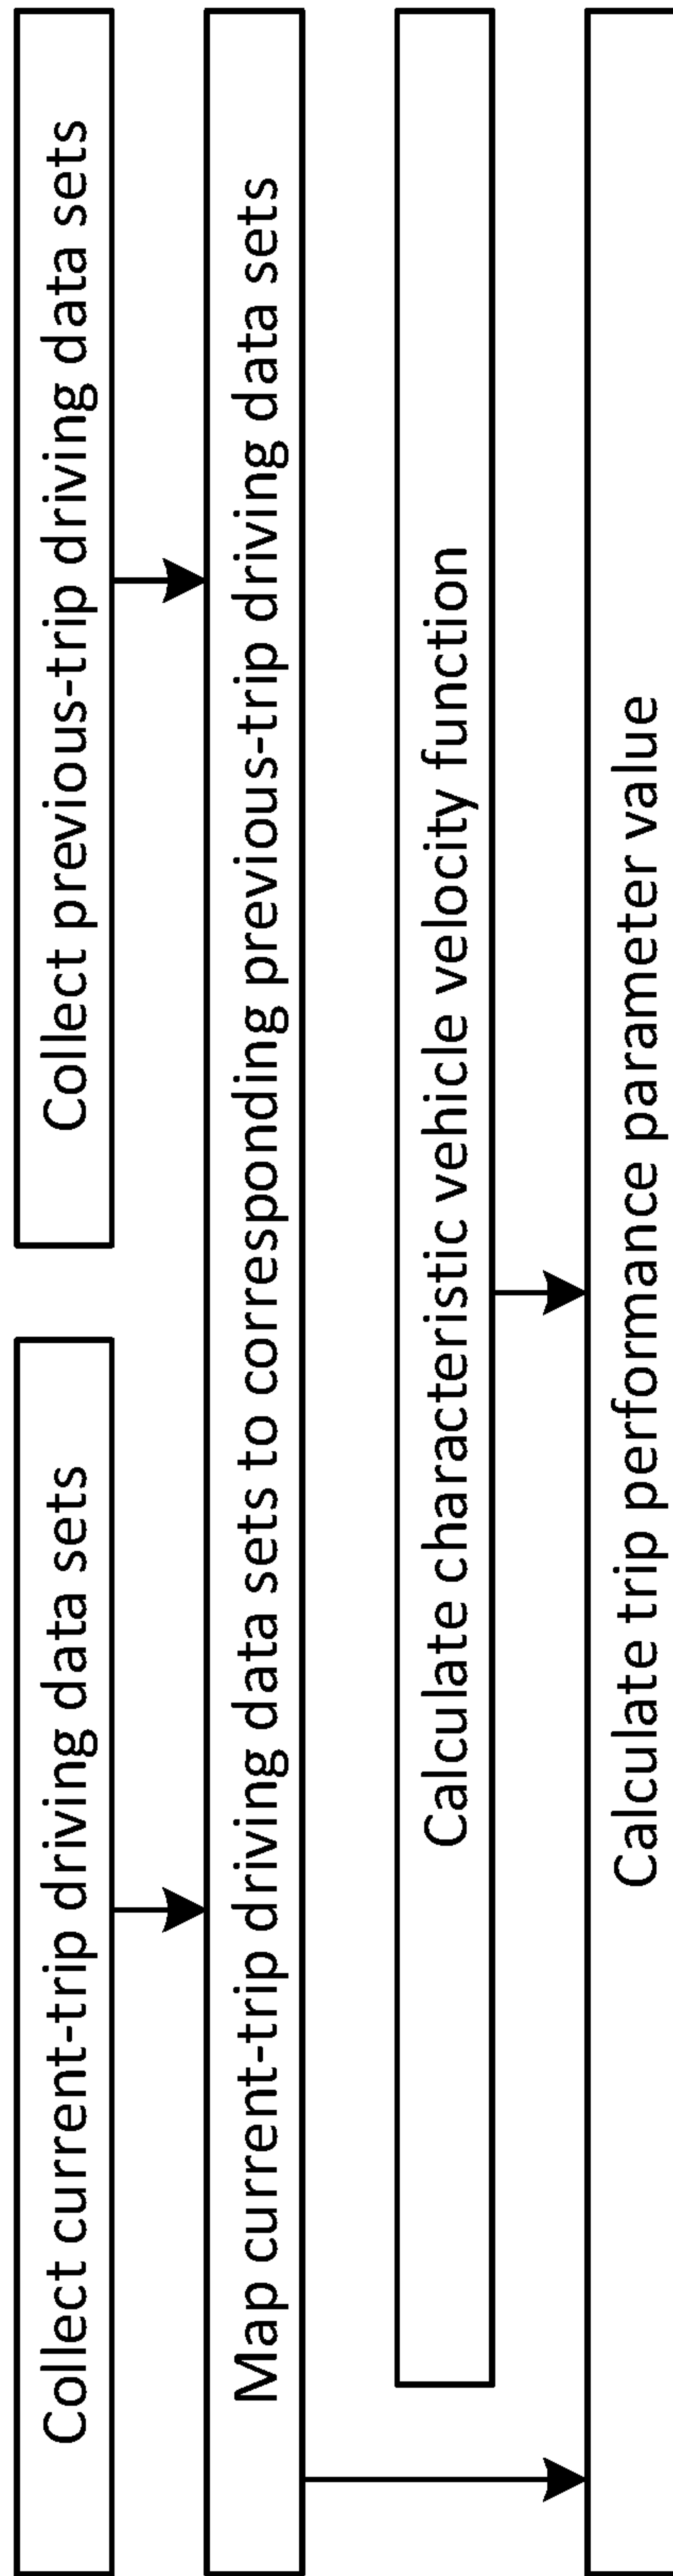 Collect current-trip driving data sets
Collect previous-trip driving data sets
Map current-trip driving data sets to corresponding previous-trip driving data sets
Calculate characteristic vehicle velocity function
Calculate trip performance parameter value